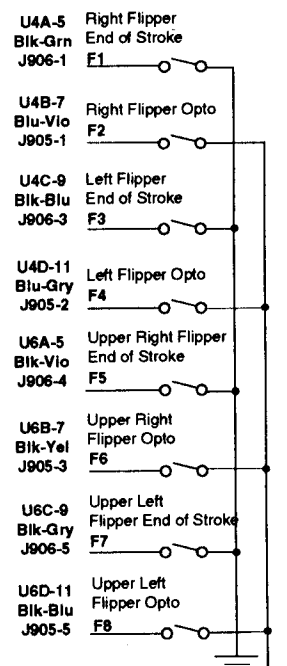 U4A-5 Right Flipper
Blk-Grn End of Stroke
J906-1 F1
U4B-7
Blu-Vio Right Flipper Opto
J905-1 F2
U4C-9 Left Flipper
Blk-Blu End of Stroke
J906-3 F3
U4D-11
Blu-Gry Left Flipper Opto
J905-2 F4
U6A-5 Upper Right Flipper
Blk-Vio End of Stroke
J906-4 F5
U6B-7 Upper Right
Blk-Yel Flipper Opto
J905-3 F6
U6C-9 Upper Left
Blk-Gry Flipper End of Stroke
J906-5 F7
U6D-11 Upper Left
Blk-Blu Flipper Opto
J905-5 F8